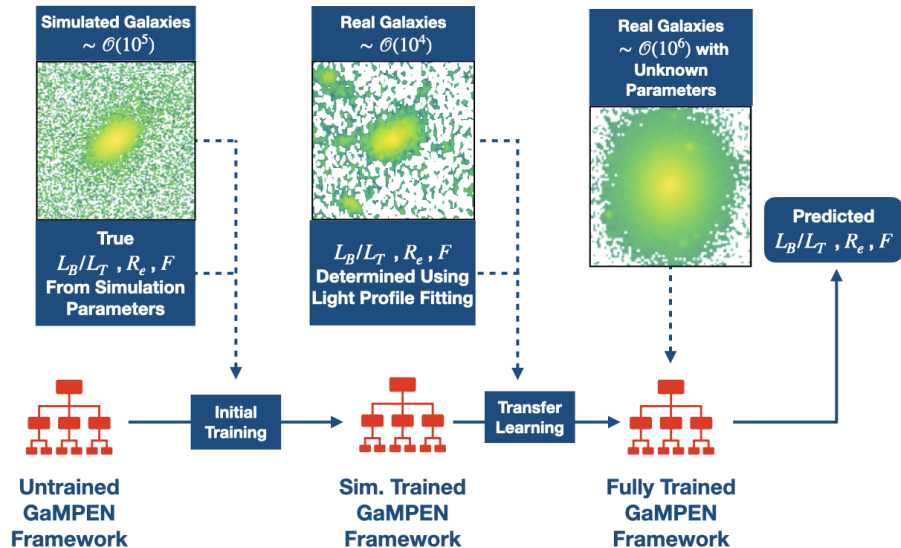 Simulated Galaxies
~ 𝒪(10⁵)
True
L_B/L_T , R_e , F
From Simulation
Parameters
Real Galaxies
~ 𝒪(10⁴)
L_B/L_T , R_e , F
Determined Using
Light Profile Fitting
Real Galaxies
~ 𝒪(10⁶) with
Unknown
Parameters
Predicted
L_B/L_T , R_e , F
Initial
Training
Transfer
Learning
Untrained
GaMPEN
Framework
Sim. Trained
GaMPEN
Framework
Fully Trained
GaMPEN
Framework